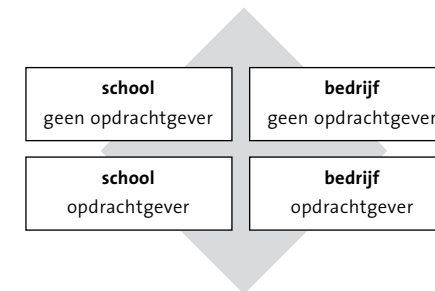 school
geen opdrachtgever
bedrijf
geen opdrachtgever
school
opdrachtgever
bedrijf
opdrachtgever